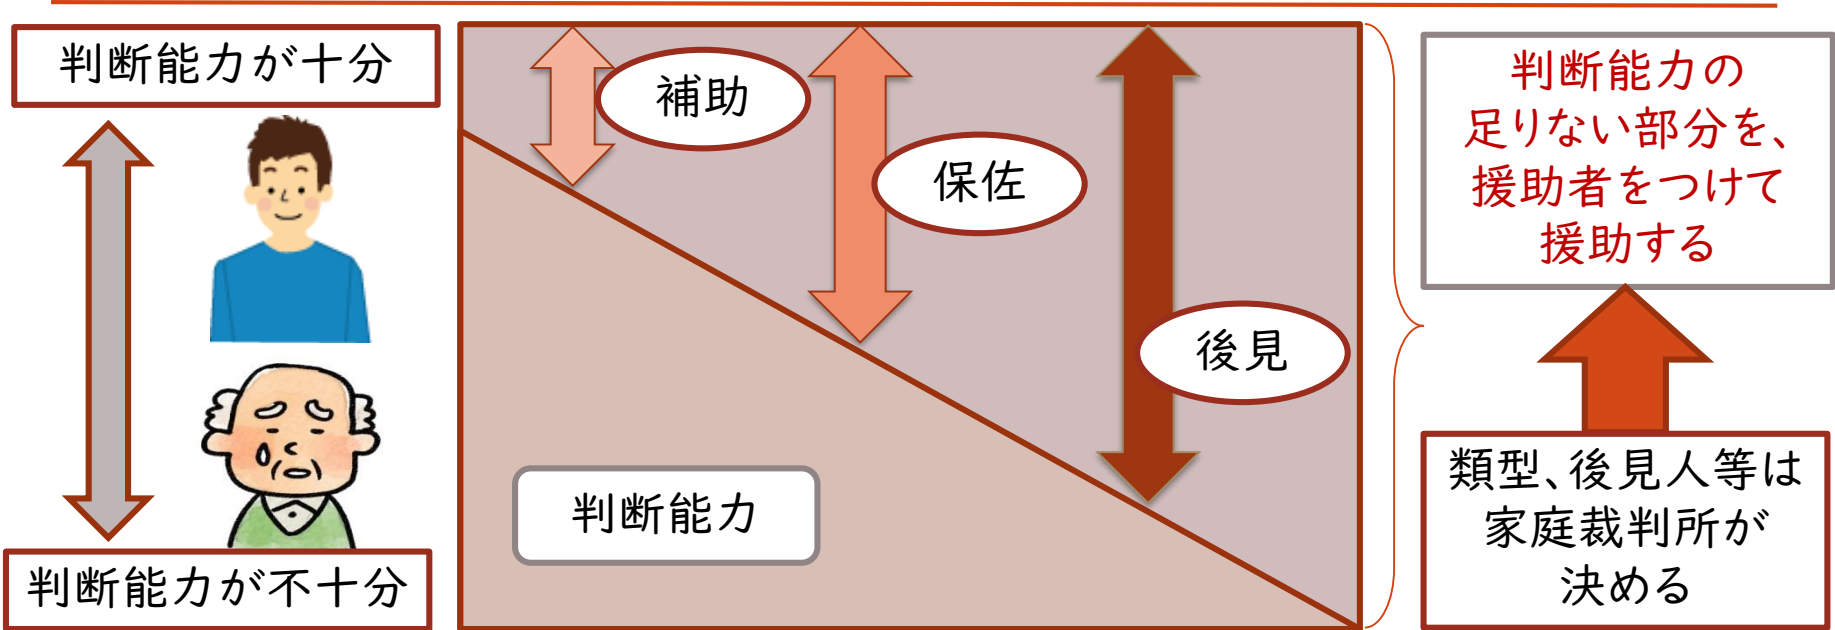 判断能力が十分
判断能力が不十分
補助
保佐
後見
判断能力
判断能力の
足りない部分を、
援助者をつけて
援助する
類型、後見人等は
家庭裁判所が
決める